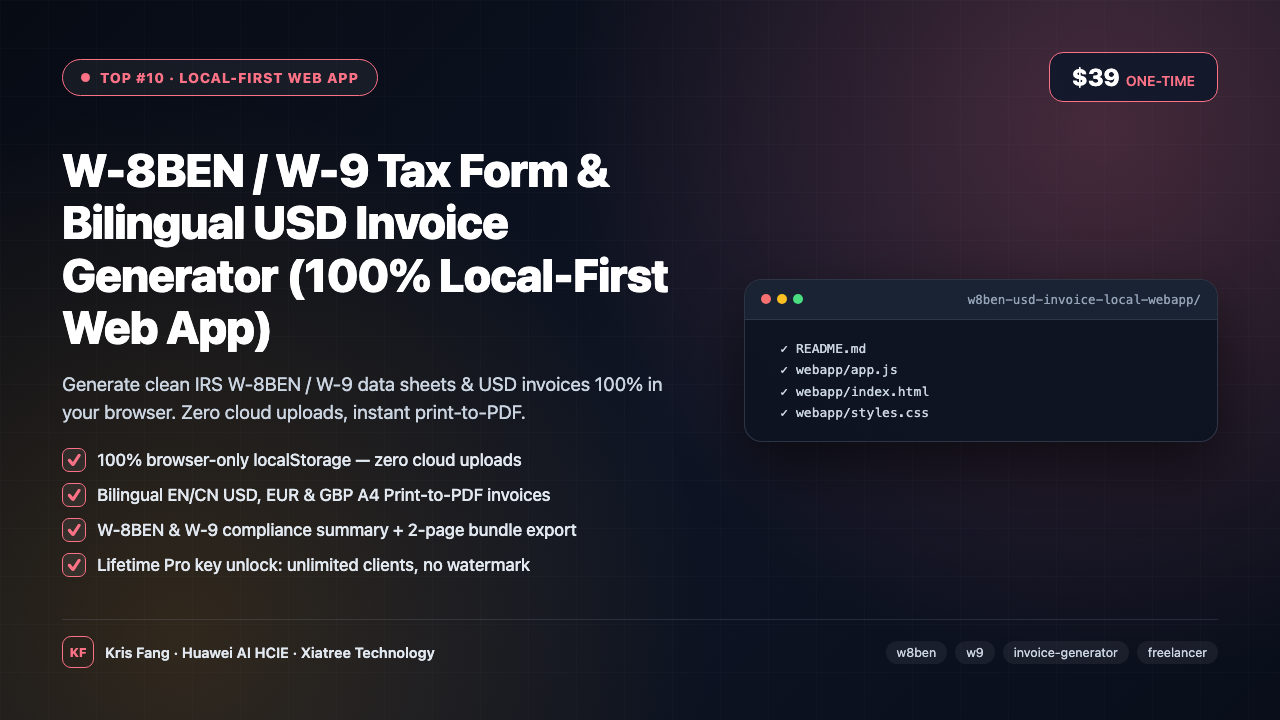 TOP #10 · LOCAL-FIRST WEB APP
$39 ONE-TIME
W-8BEN / W-9 Tax Form &
Bilingual USD Invoice
Generator (100% Local-First
Web App)
Generate clean IRS W-8BEN / W-9 data sheets & USD invoices 100% in
your browser. Zero cloud uploads, instant print-to-PDF.
100% browser-only localStorage — zero cloud uploads
Bilingual EN/CN USD, EUR & GBP A4 Print-to-PDF invoices
W-8BEN & W-9 compliance summary + 2-page bundle export
Lifetime Pro key unlock: unlimited clients, no watermark
w8ben-usd-invoice-local-webapp/
✓ README.md
✓ webapp/app.js
✓ webapp/index.html
✓ webapp/styles.css
KF
Kris Fang · Huawei AI HCIE · Xiatree Technology
w8ben
w9
invoice-generator
freelancer